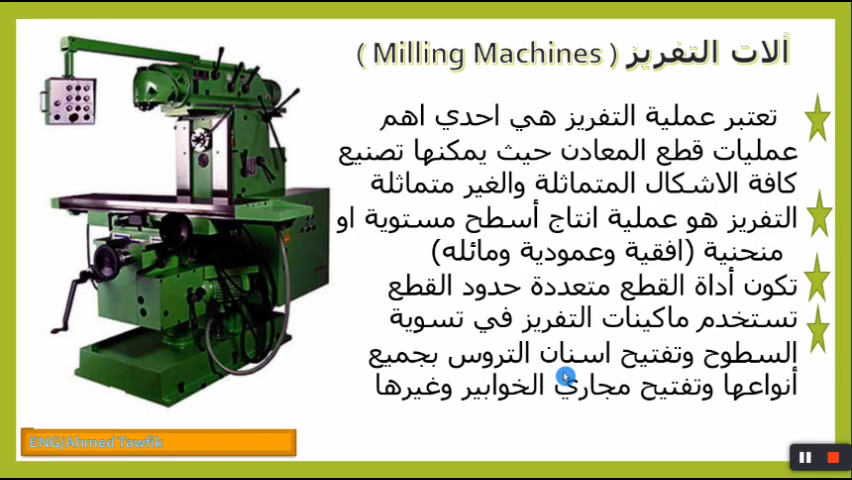 ألات التفريز ( Milling Machines )
تعتبر عملية التفريز هي احدي اهم
عمليات قطع المعادن حيث يمكنها تصنيع
كافة الاشكال المتماثلة والغير متماثلة
التفريز هو عملية انتاج أسطح مستوية او
منحنية (افقية وعمودية ومائله)
تكون أداة القطع متعددة حدود القطع
تستخدم ماكينات التفريز في تسوية
السطوح وتفتيح اسنان التروس بجميع
أنواعها وتفتيح مجاري الخوابير وغيرها
ENG/Ahmed Tawfik